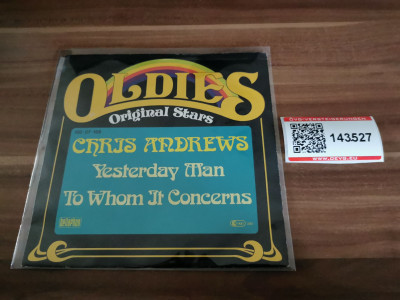 OLDIES
Original Stars
CHRIS ANDREWS
Yesterday Man
To Whom It Concerns
143527